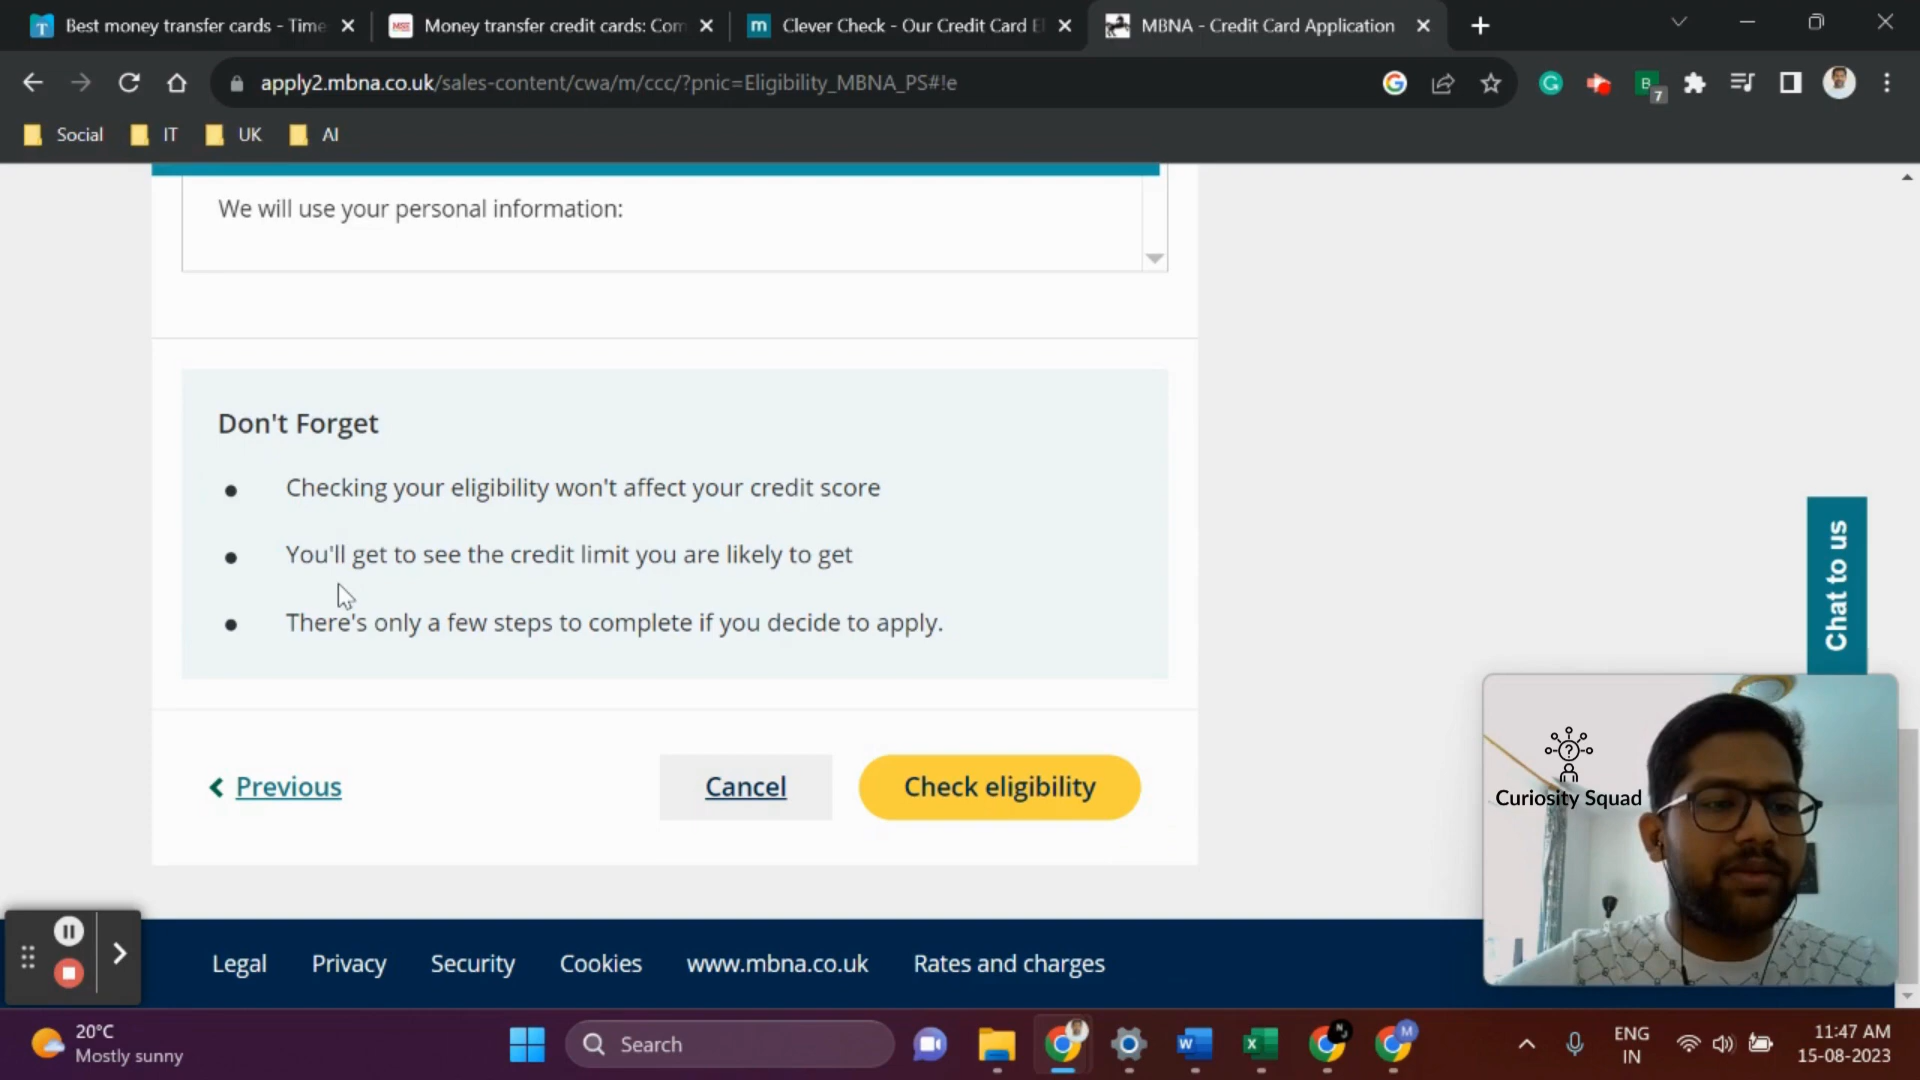 Best money transfer cards - Time
Money transfer credit cards: Com
Clever Check - Our Credit Card El
MBNA - Credit Card Application
apply2.mbna.co.uk/sales-content/cwa/m/ccc/?pnic=Eligibility_MBNA_PS#!e
7
Social
IT
UK
AI
We will use your personal information:
Don't Forget
Checking your eligibility won't affect your credit score
You'll get to see the credit limit you are likely to get
There's only a few steps to complete if you decide to apply.
Chat to us
Previous
Cancel
Check eligibility
Curiosity Squad
Legal
Privacy
Security
Cookies
www.mbna.co.uk
Rates and charges
20°C
Mostly sunny
Search
ENG
IN
11:47 AM
15-08-2023